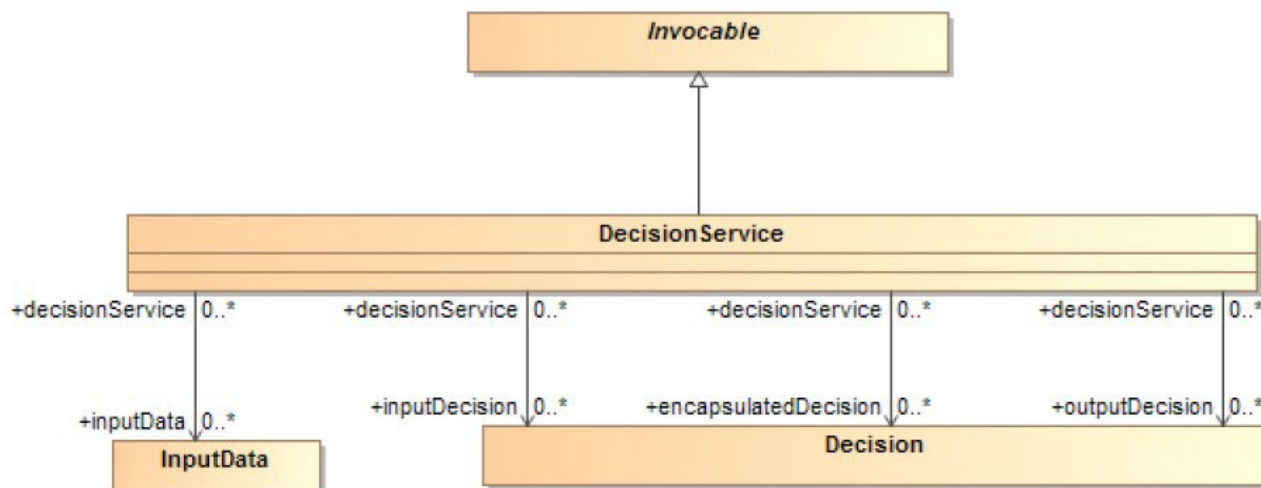 Invocable
DecisionService
+decisionService 0..* +decisionService 0..* +decisionService 0..* +decisionService 0..*
+inputData 0..* +inputDecision 0..* +encapsulatedDecision 0..* +outputDecision 0..*
InputData Decision